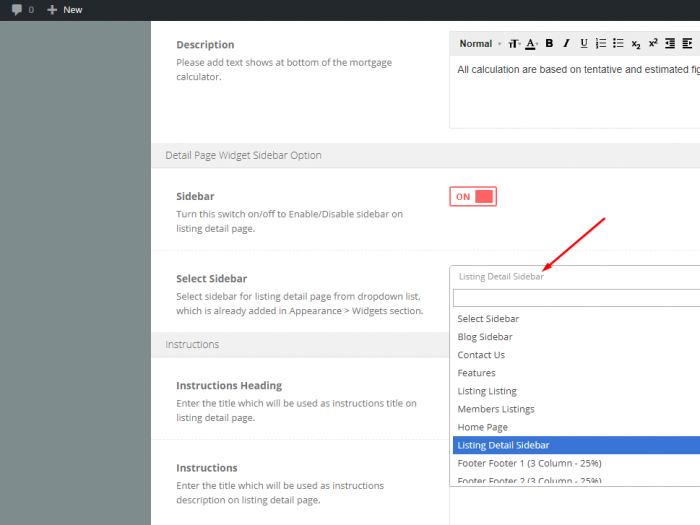 0 New
Description
Please add text shows at bottom of the mortgage
calculator.
Normal T A B I U x2 x2
All calculation are based on tentative and estimated fig
Detail Page Widget Sidebar Option
Sidebar
Turn this switch on/off to Enable/Disable sidebar on
listing detail page.
ON
Select Sidebar
Select sidebar for listing detail page from dropdown list,
which is already added in Appearance > Widgets section.
Listing Detail Sidebar
Select Sidebar
Blog Sidebar
Contact Us
Features
Listing Listing
Members Listings
Home Page
Listing Detail Sidebar
Footer Footer 1 (3 Column - 25%)
Footer Footer 2 (3 Column - 25%)
Instructions
Instructions Heading
Enter the title which will be used as instructions title on
listing detail page.
Instructions
Enter the title which will be used as instructions
description on listing detail page.